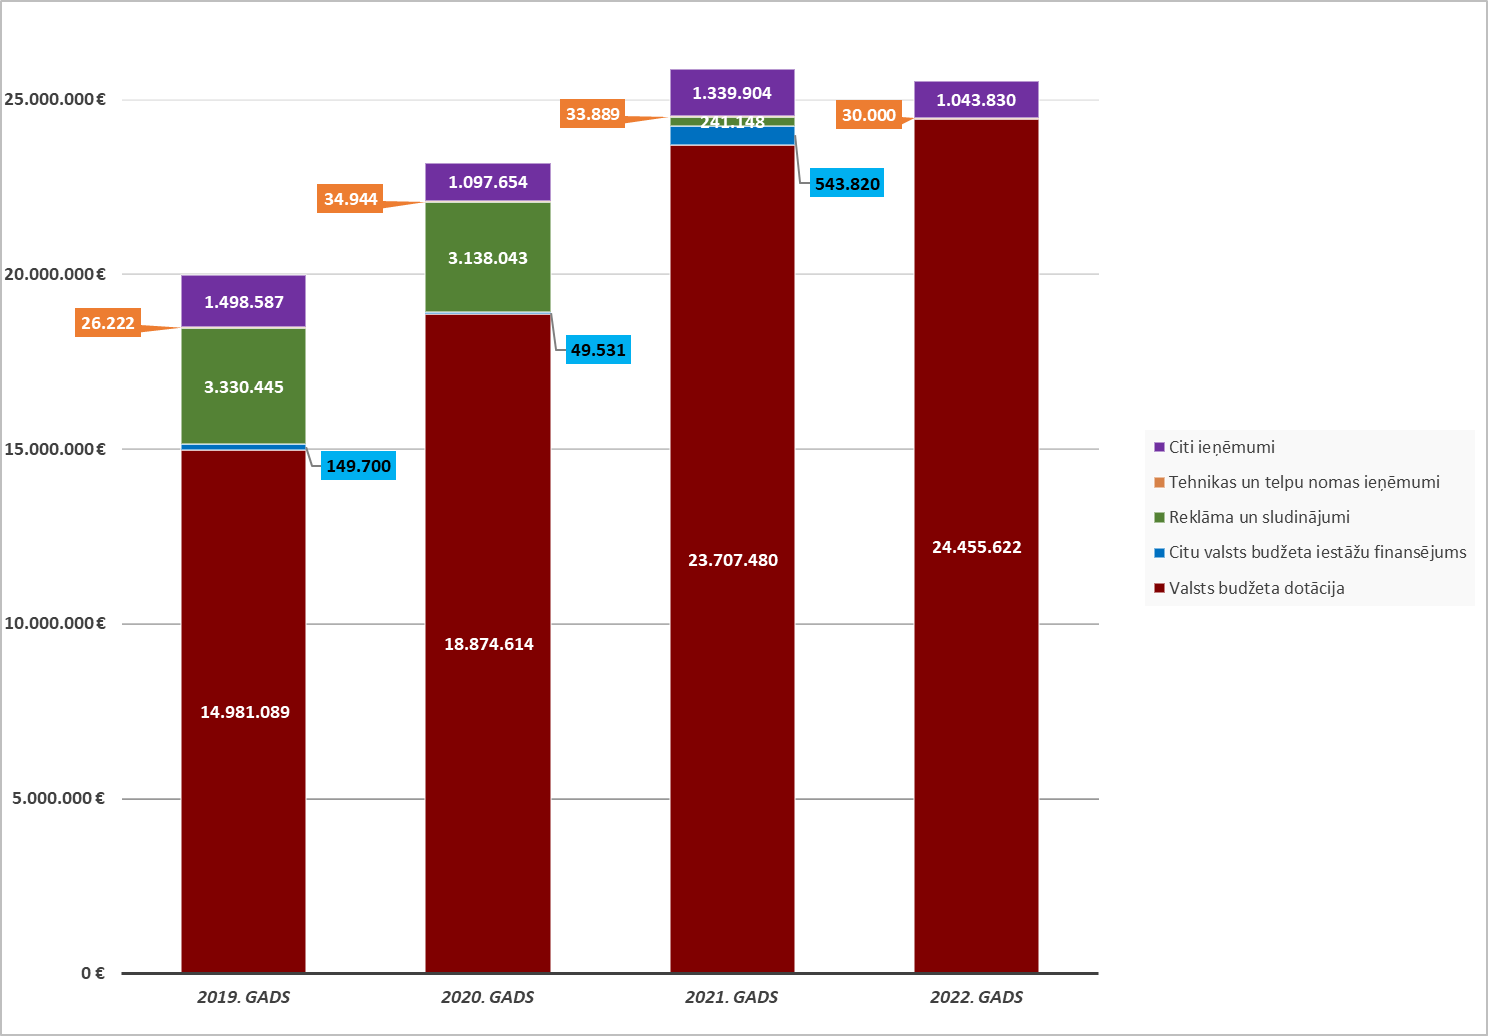 25.000.000 €
20.000.000 €
15.000.000 €
10.000.000 €
5.000.000 €
0 €
1.498.587
26.222
3.330.445
149.700
14.981.089
1.097.654
34.944
3.138.043
49.531
18.874.614
1.339.904
33.889
241.148
543.820
23.707.480
1.043.830
30.000
24.455.622
2019. GADS
2020. GADS
2021. GADS
2022. GADS
Citi ieņēmumi
Tehnikas un telpu nomas ieņēmumi
Reklāma un sludinājumi
Citu valsts budžeta iestāžu finansējums
Valsts budžeta dotācija